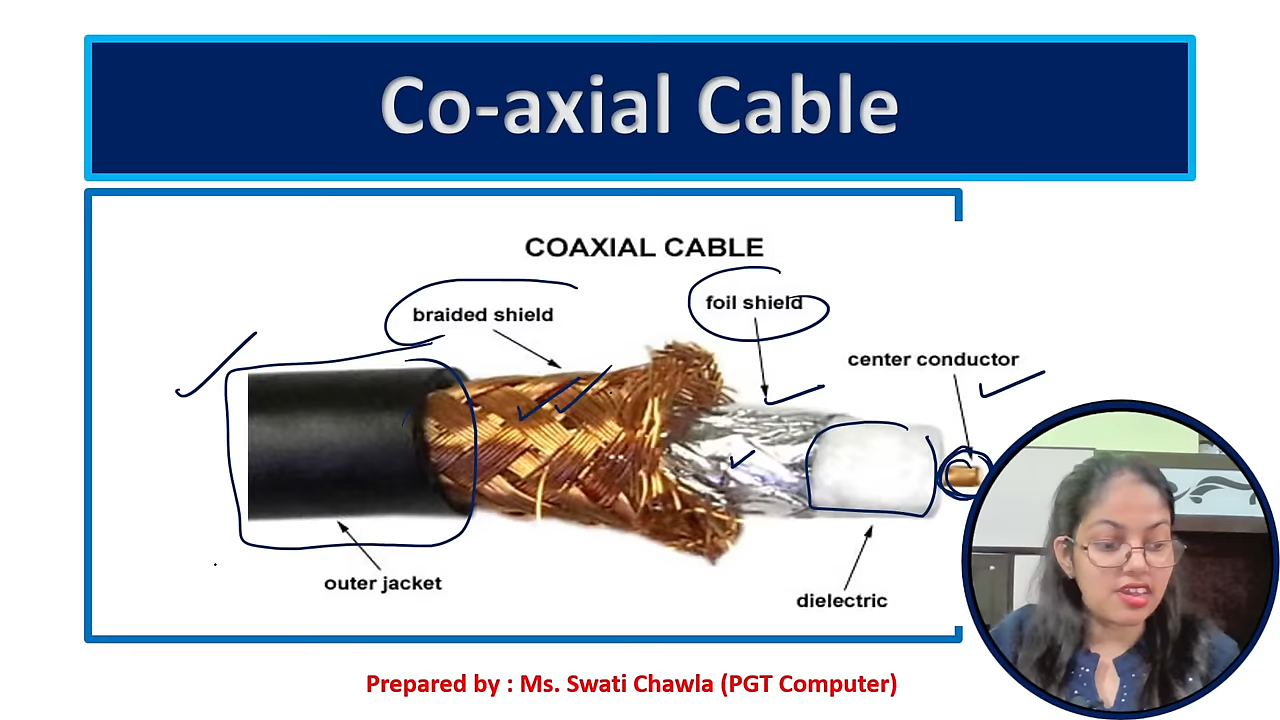 Co-axial Cable
COAXIAL CABLE
braided shield
foil shield
center conductor
outer jacket
dielectric
Prepared by : Ms. Swati Chawla (PGT Computer)